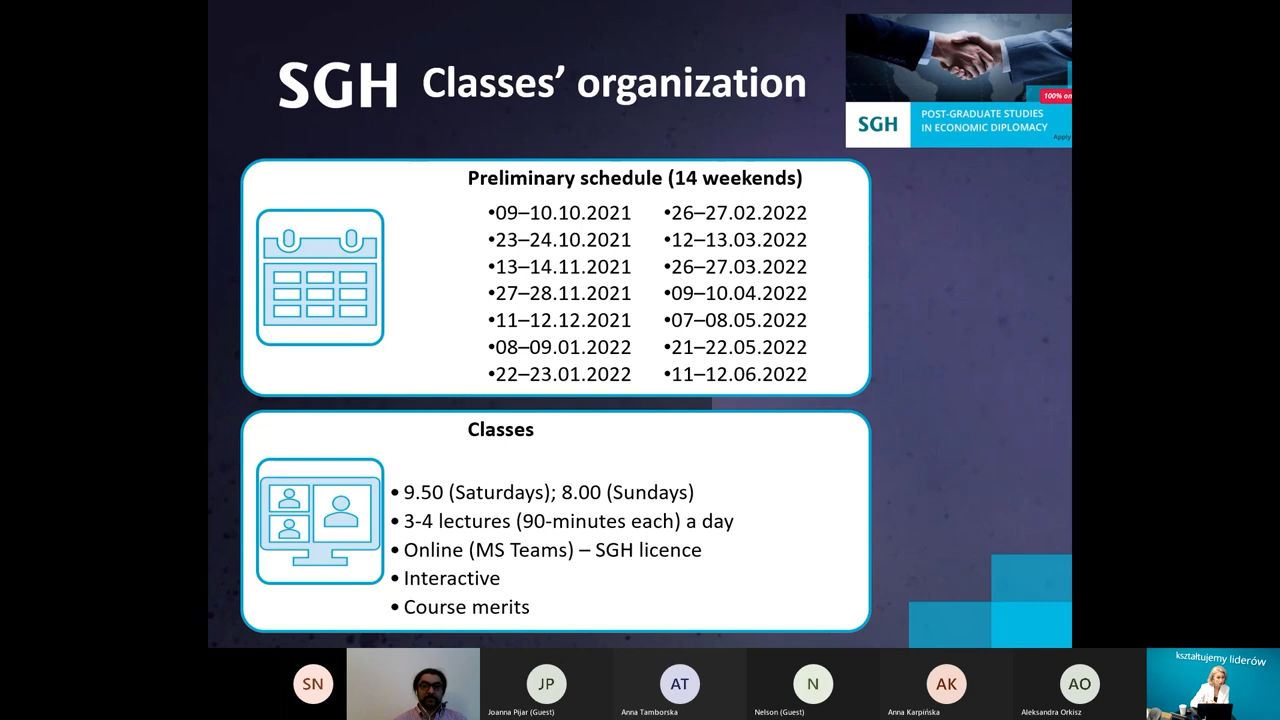 SGH Classes’ organization
100% on
SGH
POST-GRADUATE STUDIES
IN ECONOMIC DIPLOMACY
Apply
Preliminary schedule (14 weekends)
•09–10.10.2021
•23–24.10.2021
•13–14.11.2021
•27–28.11.2021
•11–12.12.2021
•08–09.01.2022
•22–23.01.2022
•26–27.02.2022
•12–13.03.2022
•26–27.03.2022
•09–10.04.2022
•07–08.05.2022
•21–22.05.2022
•11–12.06.2022
Classes
• 9.50 (Saturdays); 8.00 (Sundays)
• 3-4 lectures (90-minutes each) a day
• Online (MS Teams) – SGH licence
• Interactive
• Course merits
SN
JP
Joanna Pijar (Guest)
AT
Anna Tamborska
N
Nelson (Guest)
AK
Anna Karpińska
AO
Aleksandra Orkisz
kształtujemy liderów